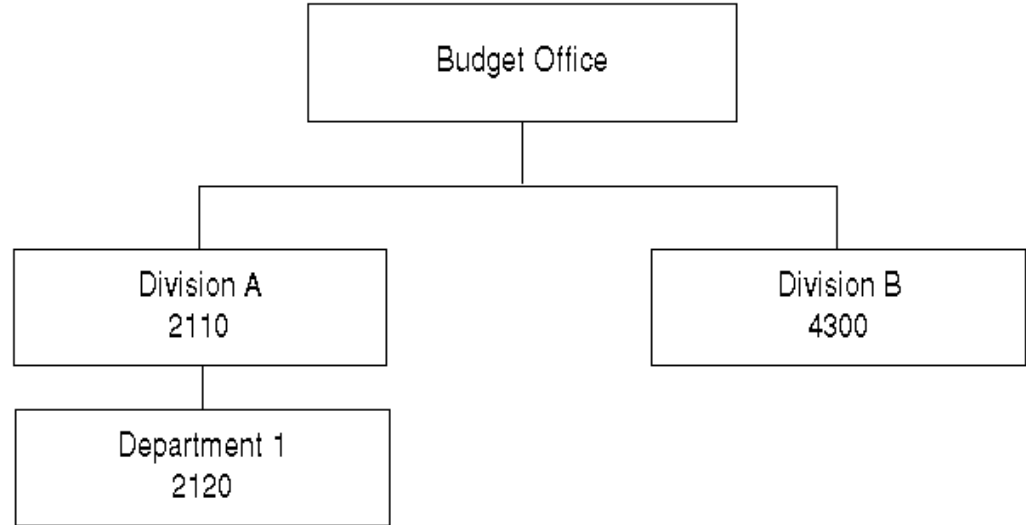 Budget Office
Division A
2110
Division B
4300
Department 1
2120